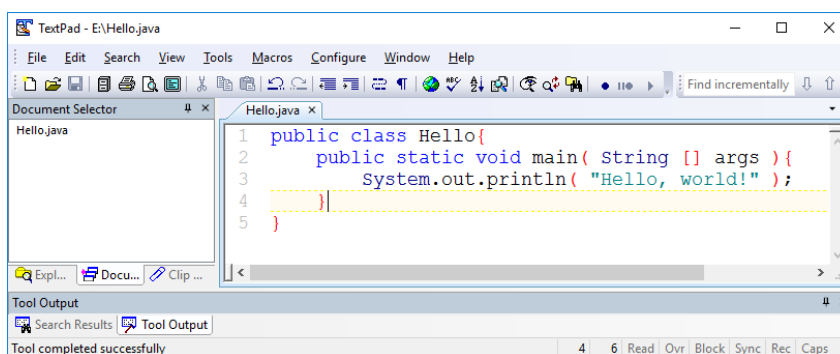 TextPad - E:\Hello.java
File Edit Search View Tools Macros Configure Window Help
Find incrementally
Document Selector
Hello.java
Hello.java
1 public class Hello{
2     public static void main( String [] args ){
3         System.out.println( "Hello, world!" );
4     }
5 }
Expl... Docu... Clip ...
Tool Output
Search Results Tool Output
Tool completed successfully 4 6 Read Ovr Block Sync Rec Caps